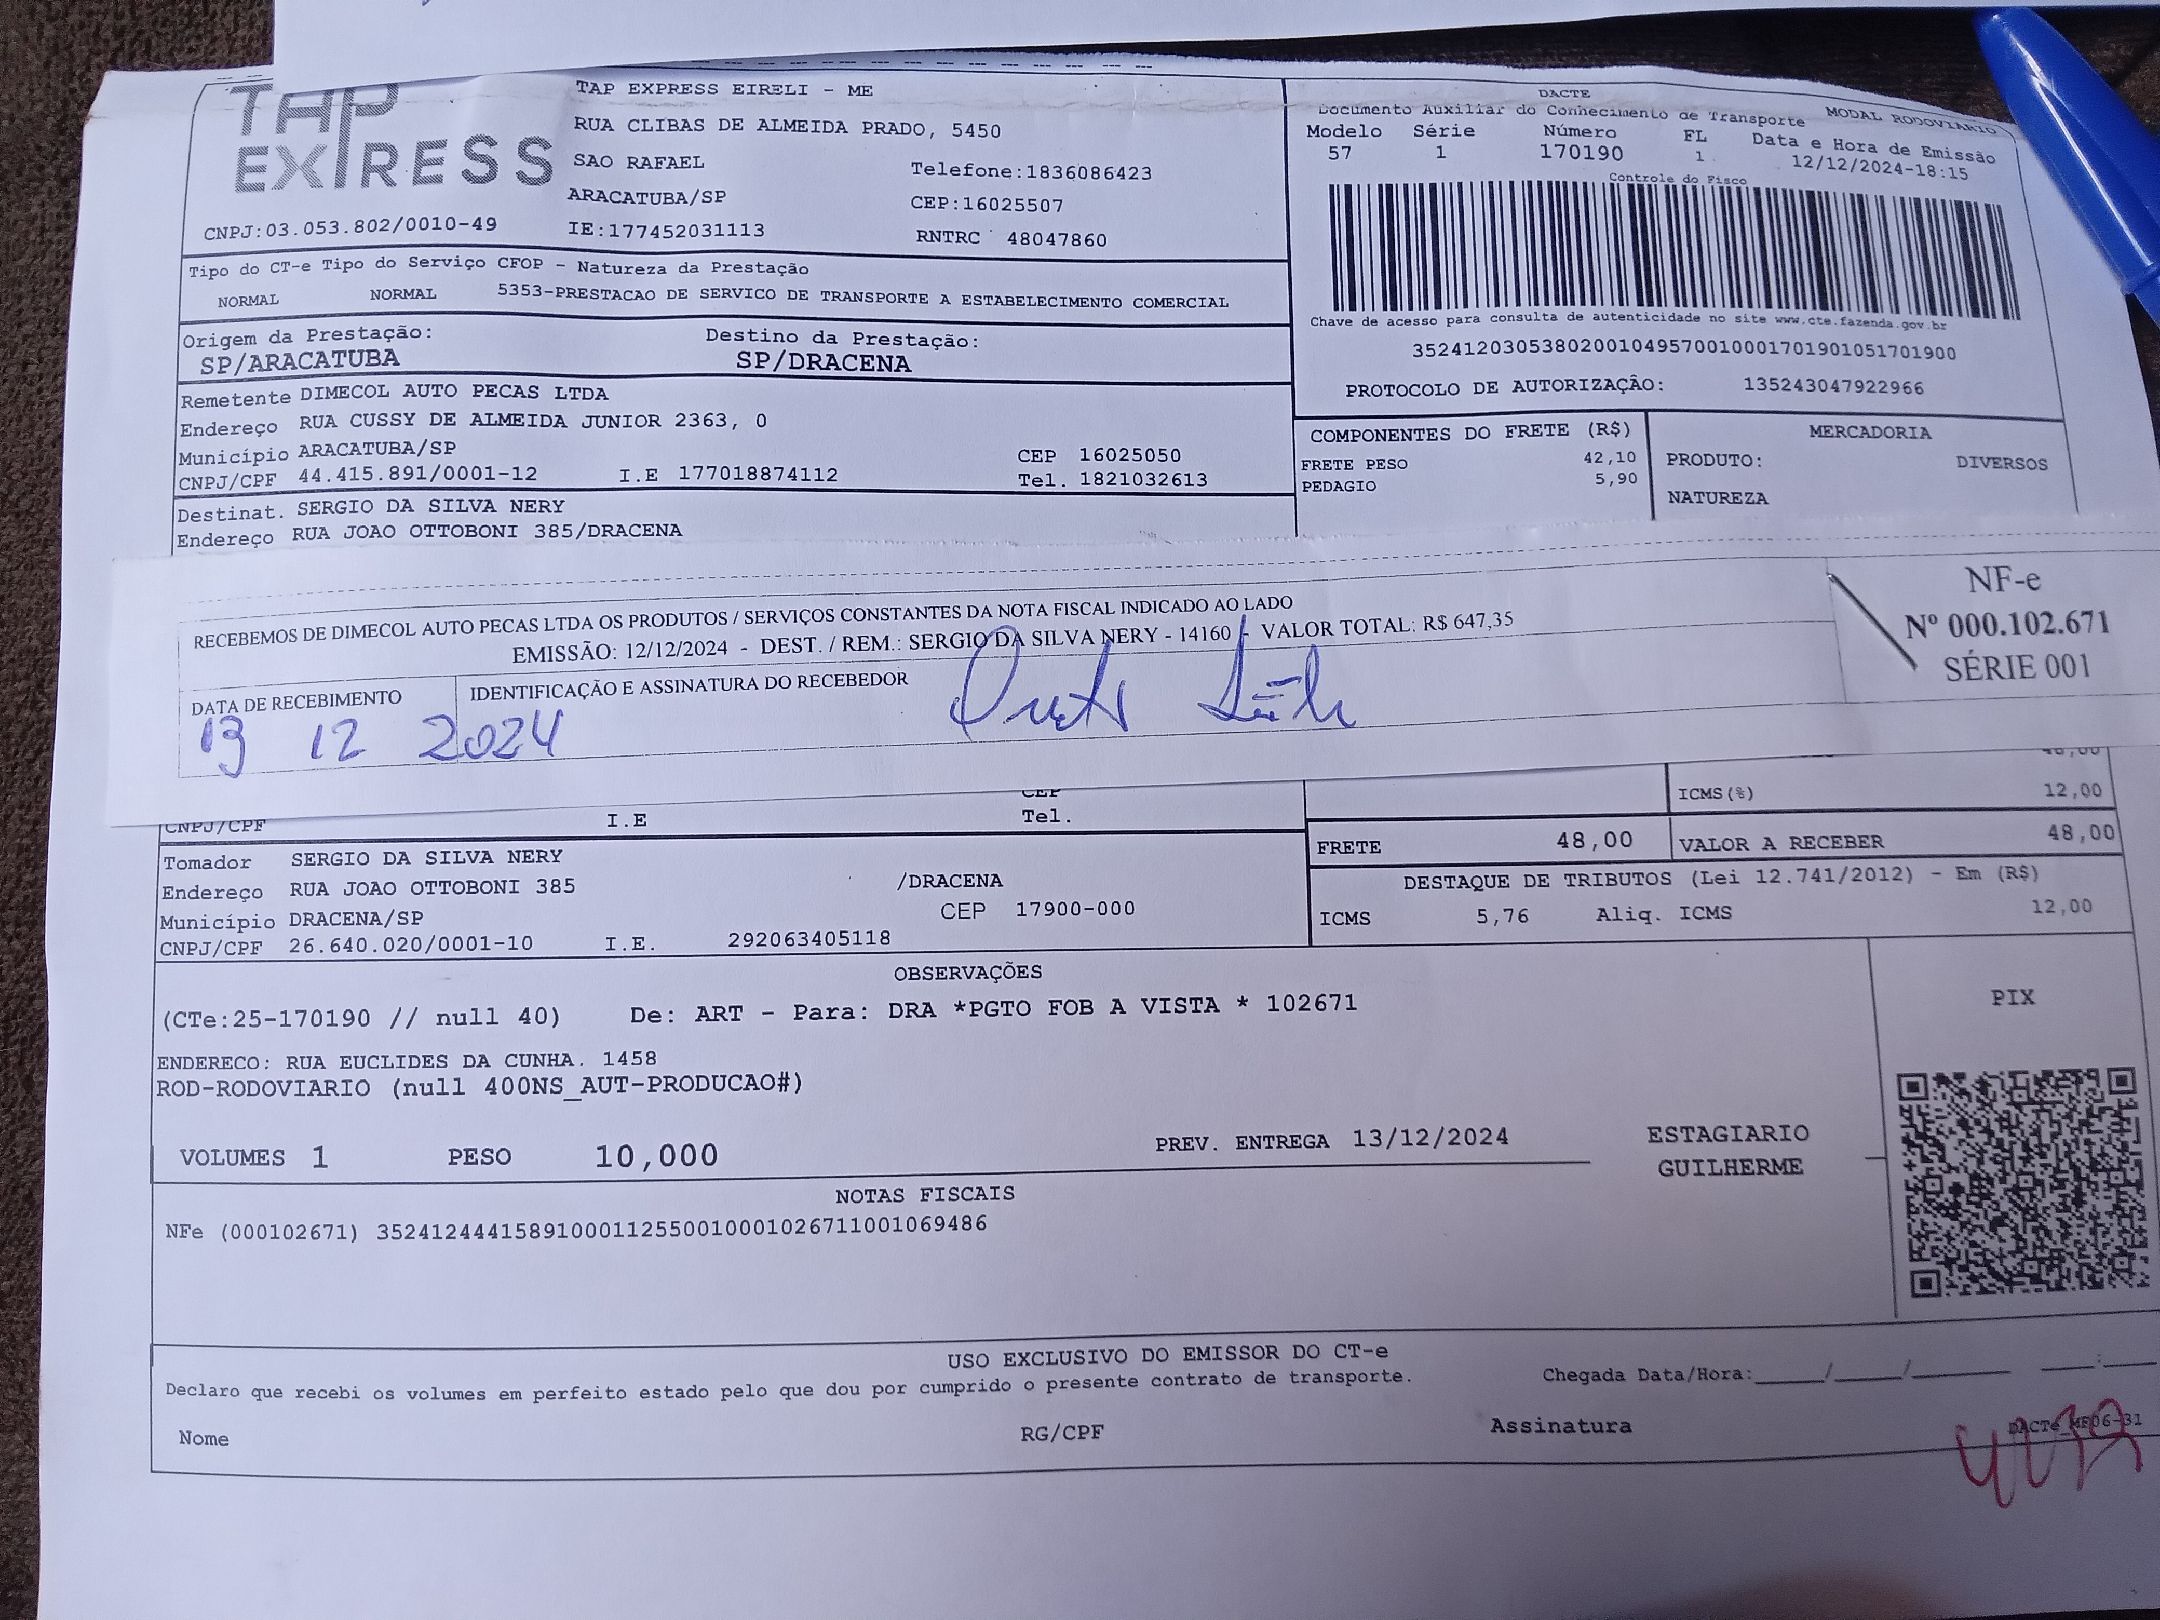 TAP EXPRESS
TAP EXPRESS EIRELI - ME
RUA CLIBAS DE ALMEIDA PRADO, 5450
SAO RAFAEL Telefone:1836086423
ARACATUBA/SP CEP:16025507
CNPJ:03.053.802/0010-49 IE:177452031113 RNTRC 48047860
DACTE
Documento Auxiliar do Conhecimento de Transporte MODAL RODOVIARIO
Modelo Série Número FL Data e Hora de Emissão
57 1 170190 1 12/12/2024-18:15
Controle do Fisco
Chave de acesso para consulta de autenticidade no site www.cte.fazenda.gov.br
35241203053802001049570010001701901051701900
PROTOCOLO DE AUTORIZAÇÃO: 135243047922966
Tipo do CT-e Tipo do Serviço CFOP - Natureza da Prestação
NORMAL NORMAL 5353-PRESTACAO DE SERVICO DE TRANSPORTE A ESTABELECIMENTO COMERCIAL
Origem da Prestação: Destino da Prestação:
SP/ARACATUBA SP/DRACENA
Remetente DIMECOL AUTO PECAS LTDA
Endereço RUA CUSSY DE ALMEIDA JUNIOR 2363, 0
Município ARACATUBA/SP CEP 16025050
CNPJ/CPF 44.415.891/0001-12 I.E 177018874112 Tel. 1821032613
Destinat. SERGIO DA SILVA NERY
Endereço RUA JOAO OTTOBONI 385/DRACENA
COMPONENTES DO FRETE (R$) MERCADORIA
FRETE PESO 42,10 PRODUTO: DIVERSOS
PEDAGIO 5,90 NATUREZA
RECEBEMOS DE DIMECOL AUTO PECAS LTDA OS PRODUTOS / SERVIÇOS CONSTANTES DA NOTA FISCAL INDICADO AO LADO
EMISSÃO: 12/12/2024 - DEST. / REM.: SERGIO DA SILVA NERY - 14160 - VALOR TOTAL: R$ 647,35
DATA DE RECEBIMENTO IDENTIFICAÇÃO E ASSINATURA DO RECEBEDOR
13 12 2024
NF-e
Nº 000.102.671
SÉRIE 001
CEP
CNPJ/CPF I.E Tel.
ICMS(%) 12,00
FRETE 48,00 VALOR A RECEBER 48,00
DESTAQUE DE TRIBUTOS (Lei 12.741/2012) - Em (R$)
ICMS 5,76 Aliq. ICMS 12,00
Tomador SERGIO DA SILVA NERY
Endereço RUA JOAO OTTOBONI 385 /DRACENA
Município DRACENA/SP CEP 17900-000
CNPJ/CPF 26.640.020/0001-10 I.E. 292063405118
OBSERVAÇÕES
(CTe:25-170190 // null 40) De: ART - Para: DRA *PGTO FOB A VISTA * 102671
ENDERECO: RUA EUCLIDES DA CUNHA. 1458
ROD-RODOVIARIO (null 400NS_AUT-PRODUCAO#)
PIX
VOLUMES 1 PESO 10,000 PREV. ENTREGA 13/12/2024
ESTAGIARIO
GUILHERME
NOTAS FISCAIS
NFe (000102671) 35241244415891000112550010001026711001069486
USO EXCLUSIVO DO EMISSOR DO CT-e
Declaro que recebi os volumes em perfeito estado pelo que dou por cumprido o presente contrato de transporte. Chegada Data/Hora:_____/_____/_______ ____:____
Nome RG/CPF Assinatura